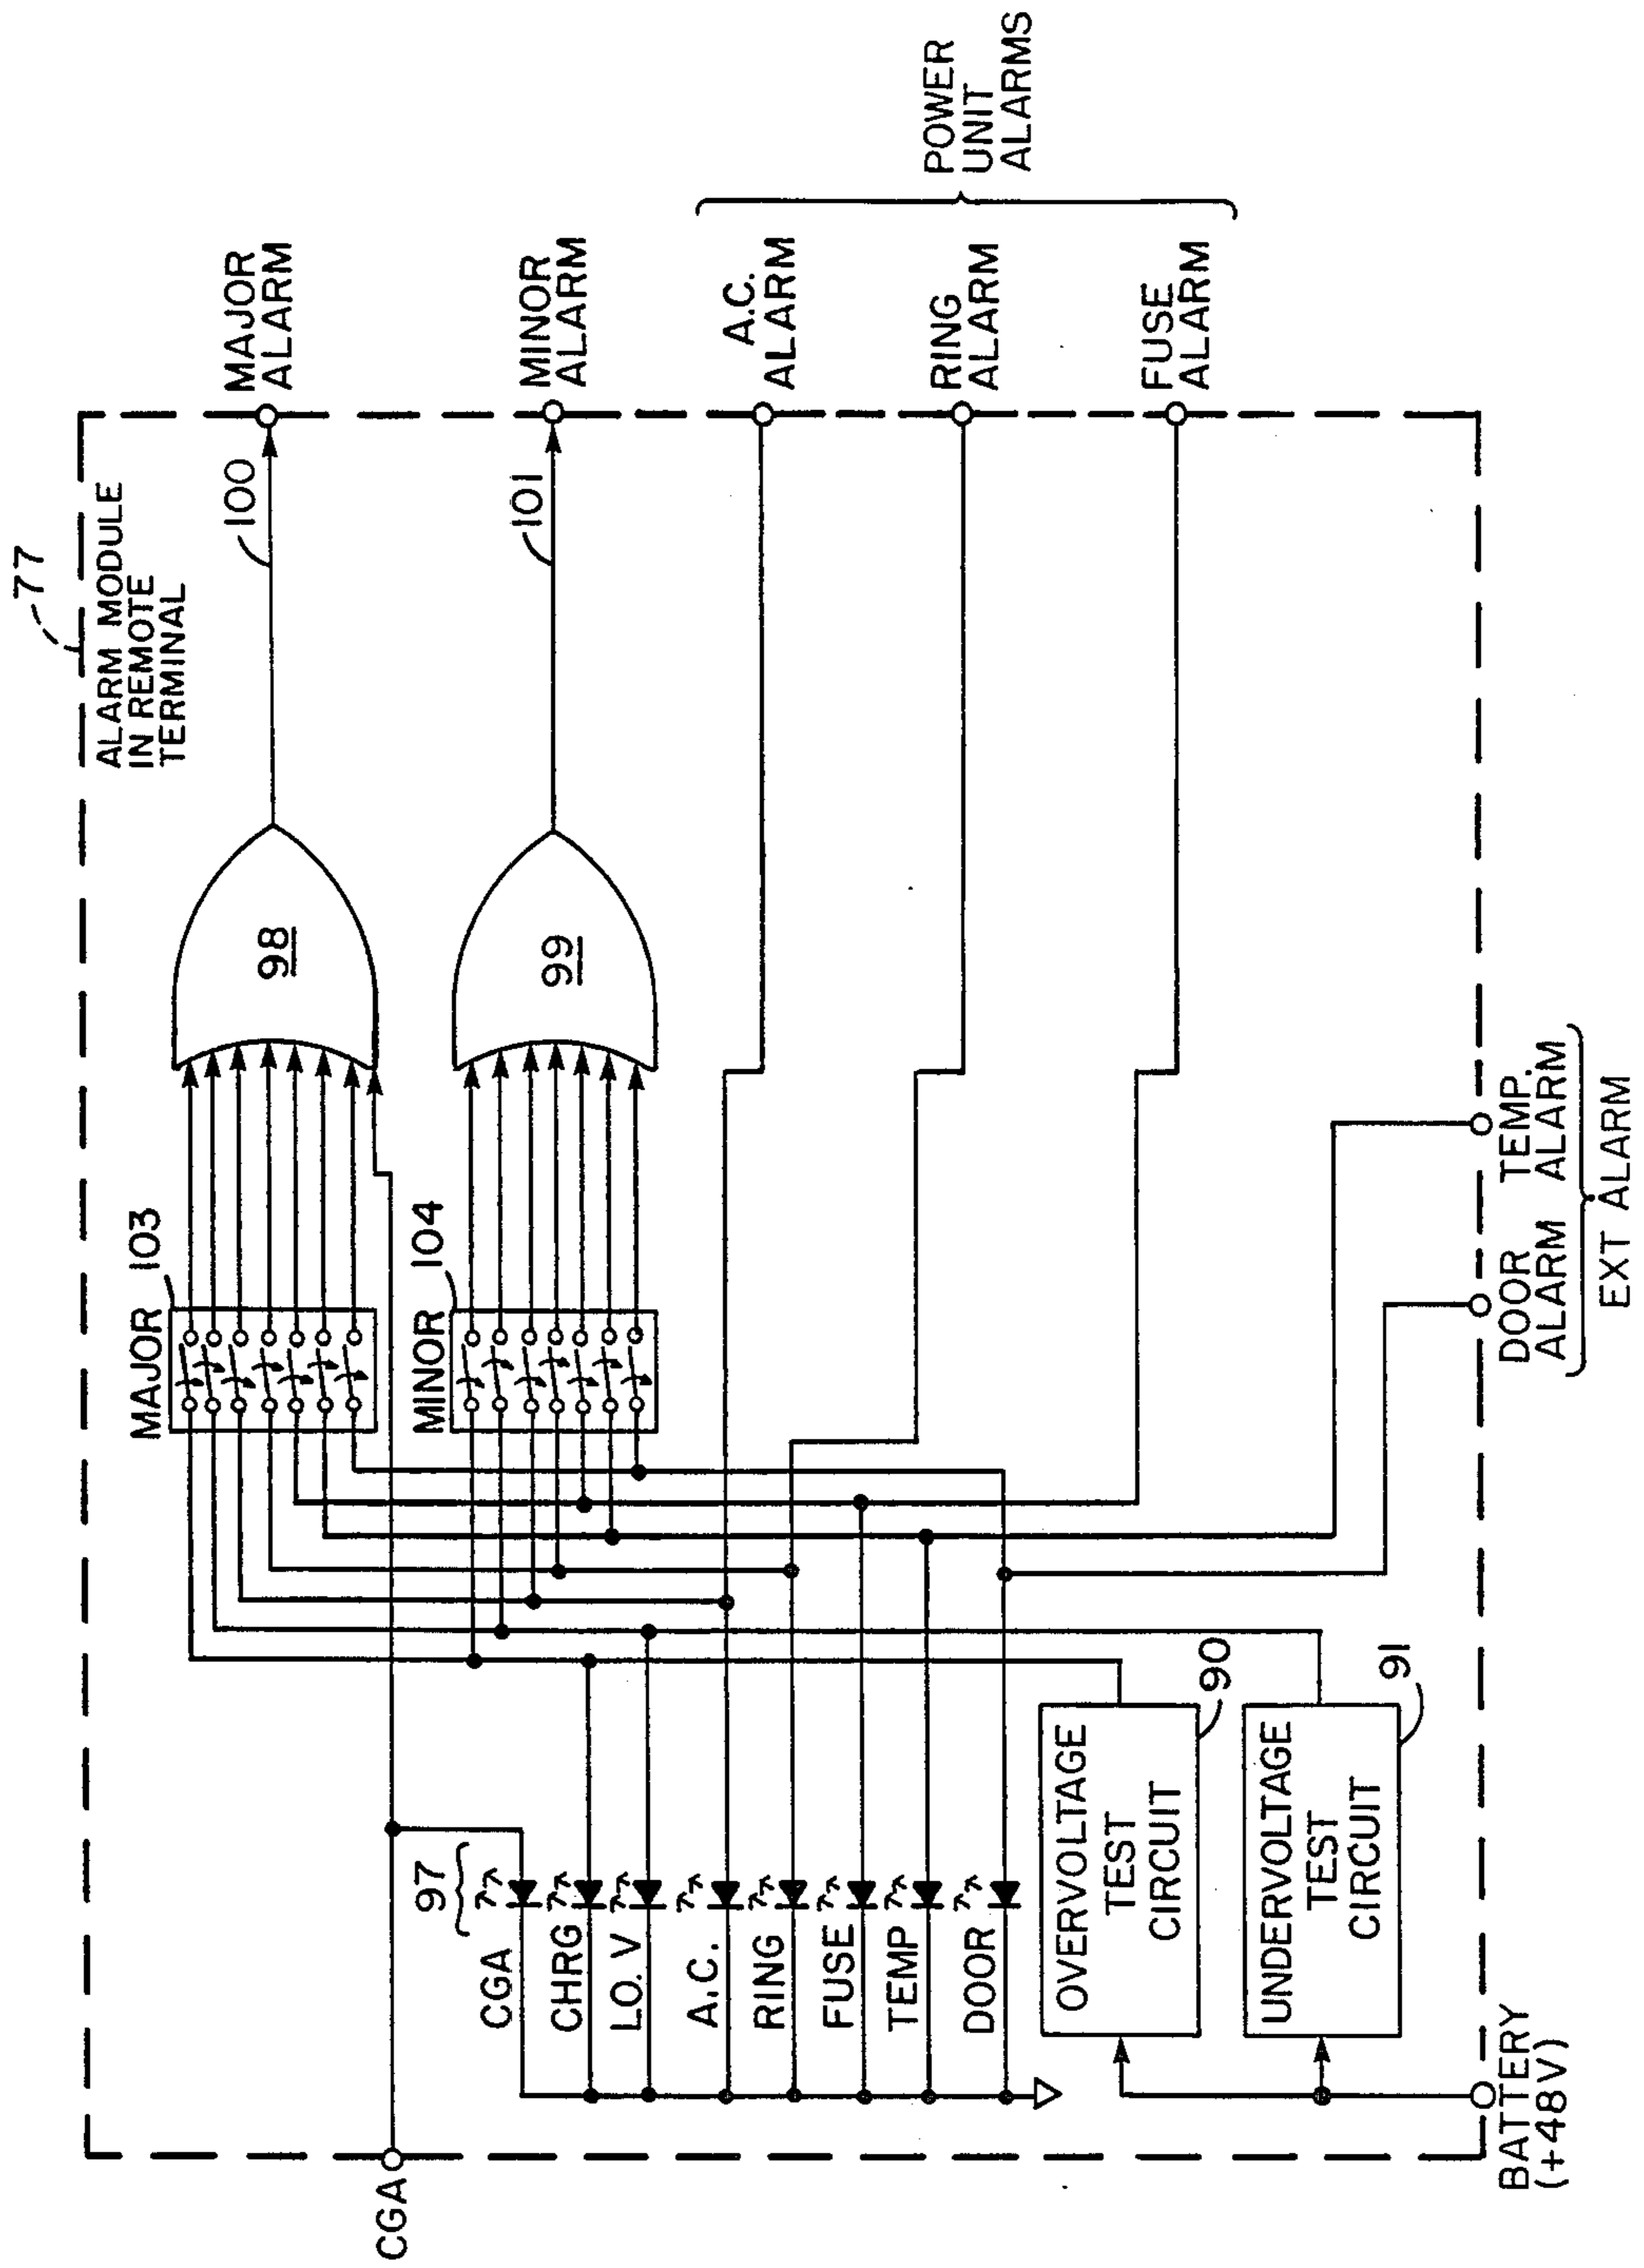 77
ALARM MODULE
IN REMOTE
TERMINAL
MAJOR
ALARM
100
98
MAJOR 103
MINOR
ALARM
101
99
MINOR 104
A.C.
ALARM
RING
ALARM
FUSE
ALARM
POWER
UNIT
ALARMS
CGA
97
CGA
CHRG
LO. V
A.C.
RING
FUSE
TEMP
DOOR
OVERVOLTAGE
TEST
CIRCUIT
90
UNDERVOLTAGE
TEST
CIRCUIT
91
BATTERY
(+48V)
DOOR
ALARM
TEMP.
ALARM
EXT ALARM